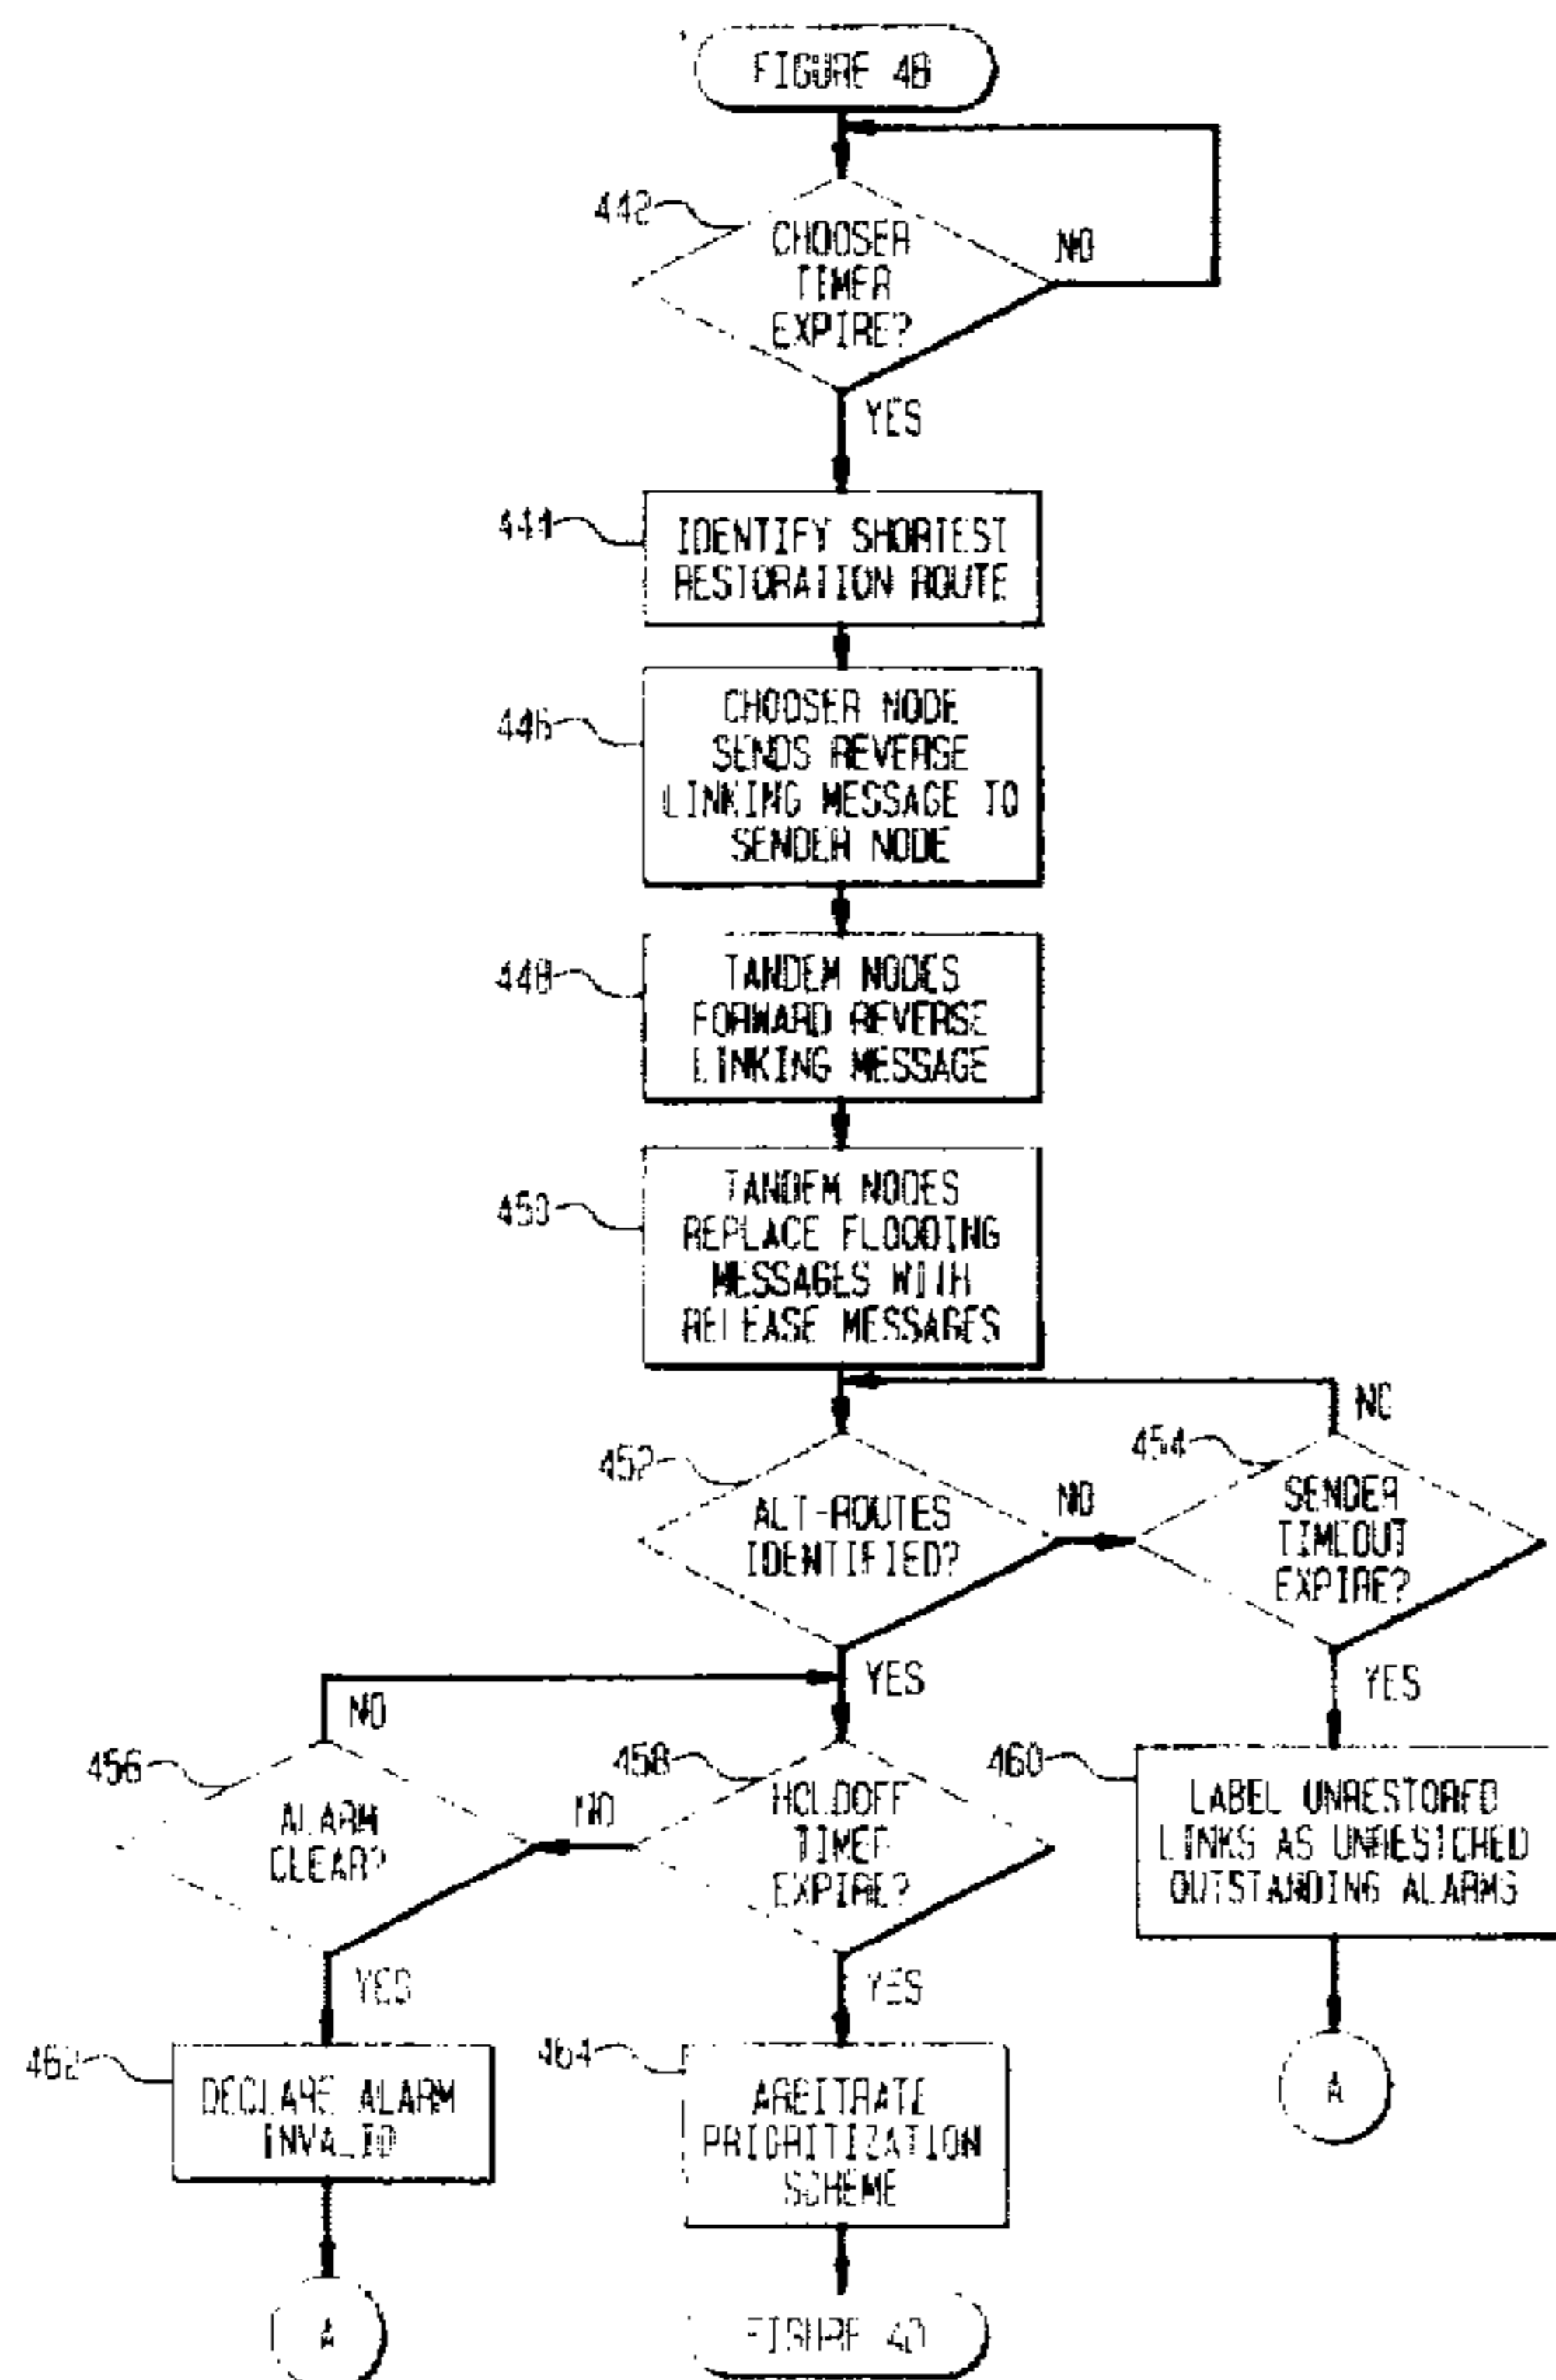 FIGURE 4B
442
CHOOSER
TIMER
EXPIRE?
NO
YES
444
IDENTIFY SHORTEST
RESTORATION ROUTE
446
CHOOSER NODE
SENDS REVERSE
LINKING MESSAGE TO
SENDER NODE
448
TANDEM NODES
FORWARD REVERSE
LINKING MESSAGE
450
TANDEM NODES
REPLACE FLOODING
MESSAGES WITH
RELEASE MESSAGES
452
ALT-ROUTES
IDENTIFIED?
NO
YES
454
SENDER
TIMEOUT
EXPIRE?
NO
YES
456
ALARM
CLEAR?
NO
YES
458
HOLDOFF
TIMER
EXPIRE?
NO
YES
460
LABEL UNRESTORED
LINKS AS UNRESTORED
OUTSTANDING ALARMS
A
462
DECLARE ALARM
INVALID
A
464
ARBITRATE
PRIORITIZATION
SCHEME
FIGURE 4D